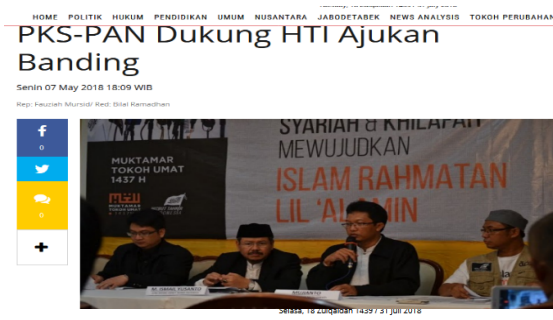 HOME POLITIK HUKUM PENDIDIKAN UMUM NUSANTARA JABODETABEK NEWS ANALYSIS TOKOH PERUBAHAN
PKS-PAN Dukung HTI Ajukan
Banding
Senin 07 May 2018 18:09 WIB
Rep: Fauziah Mursid/ Red: Bilal Ramadhan
f
0
0
+
SYARIAH & KHILAFAH
MEWUJUDKAN
ISLAM RAHMATAN
LIL 'ALAMIN
MUKTAMAR
TOKOH UMAT
1437 H
M. ISMAIL YUSANTO
Selasa, 18 Zulqaidah 1439 / 31 Juli 2018